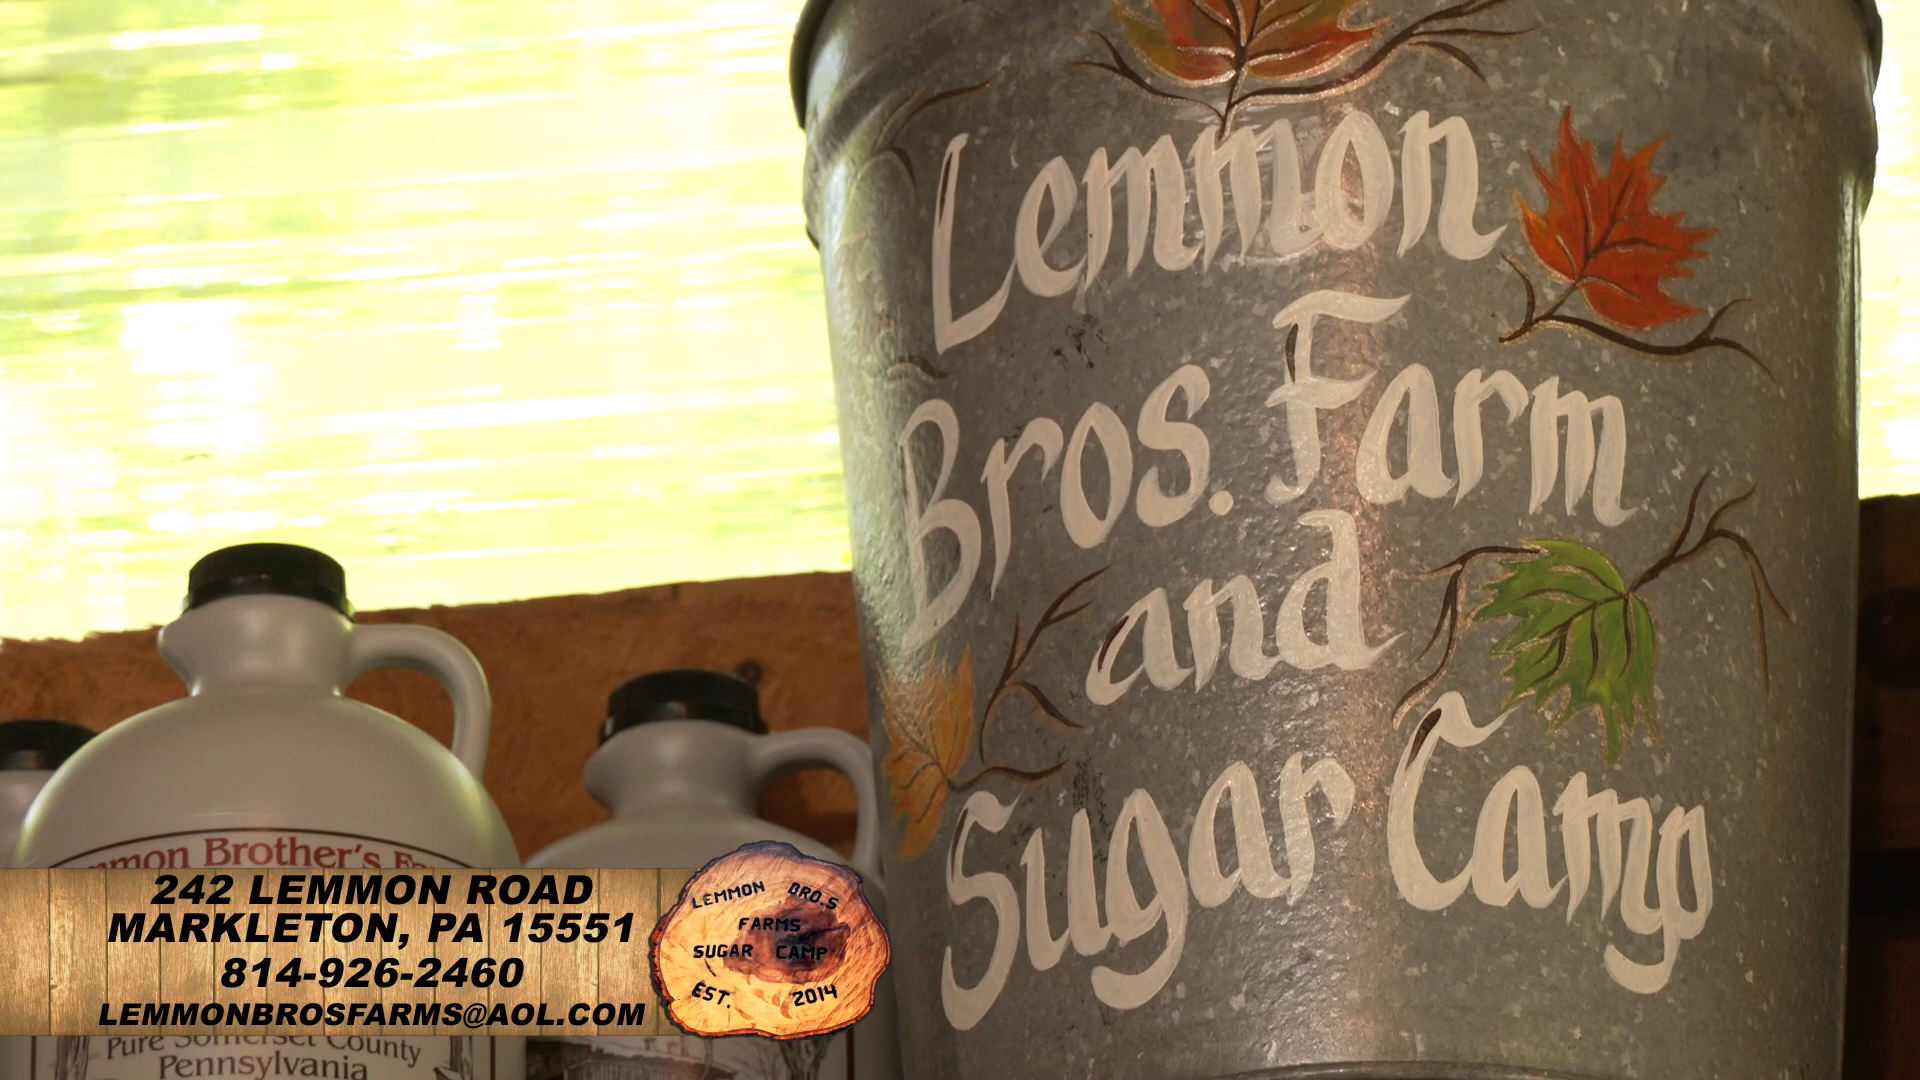 Lemmon
Bros. Farm
and
Sugar Camp
Brother's
242 LEMMON ROAD
MARKLETON, PA 15551
814-926-2460
LEMMONBROSFARMS@AOL.COM
LEMMON BRO.S
FARMS
SUGAR CAMP
EST. 2014
Pure Somerset County
Pennsylvania